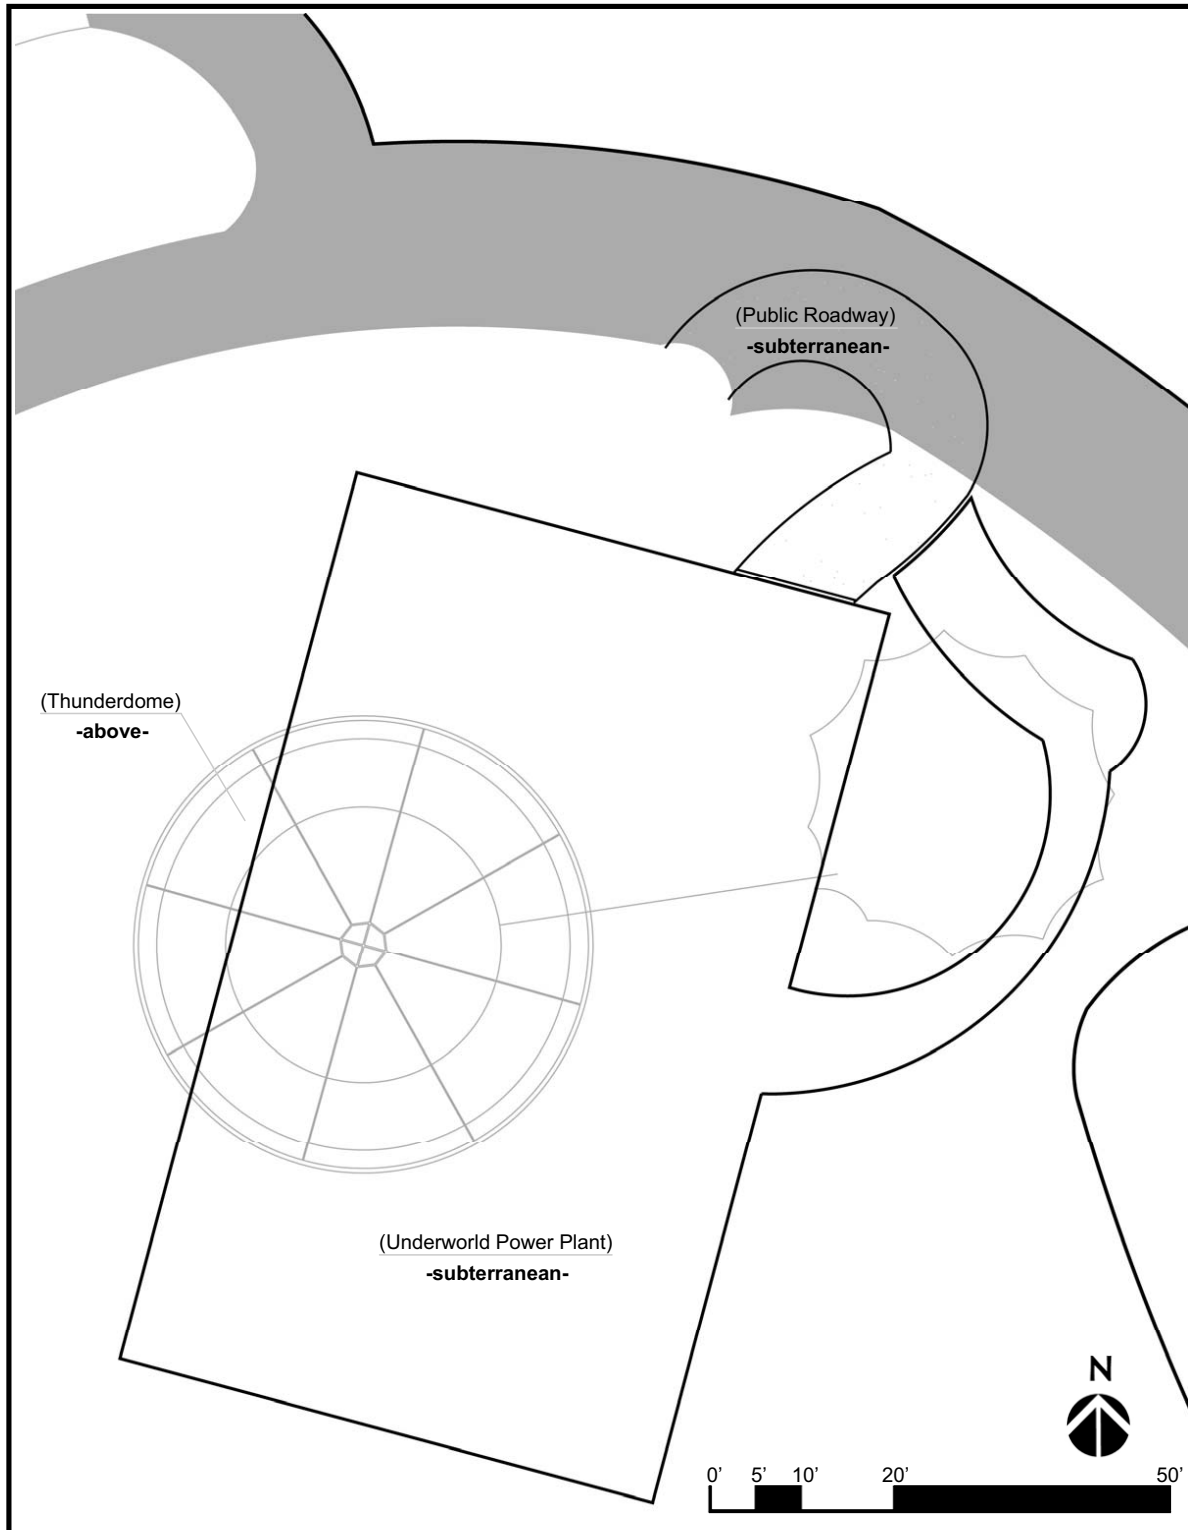 (Public Roadway)
-subterranean-
(Thunderdome)
-above-
(Underworld Power Plant)
-subterranean-
N
0’ 5’ 10’ 20’ 50’